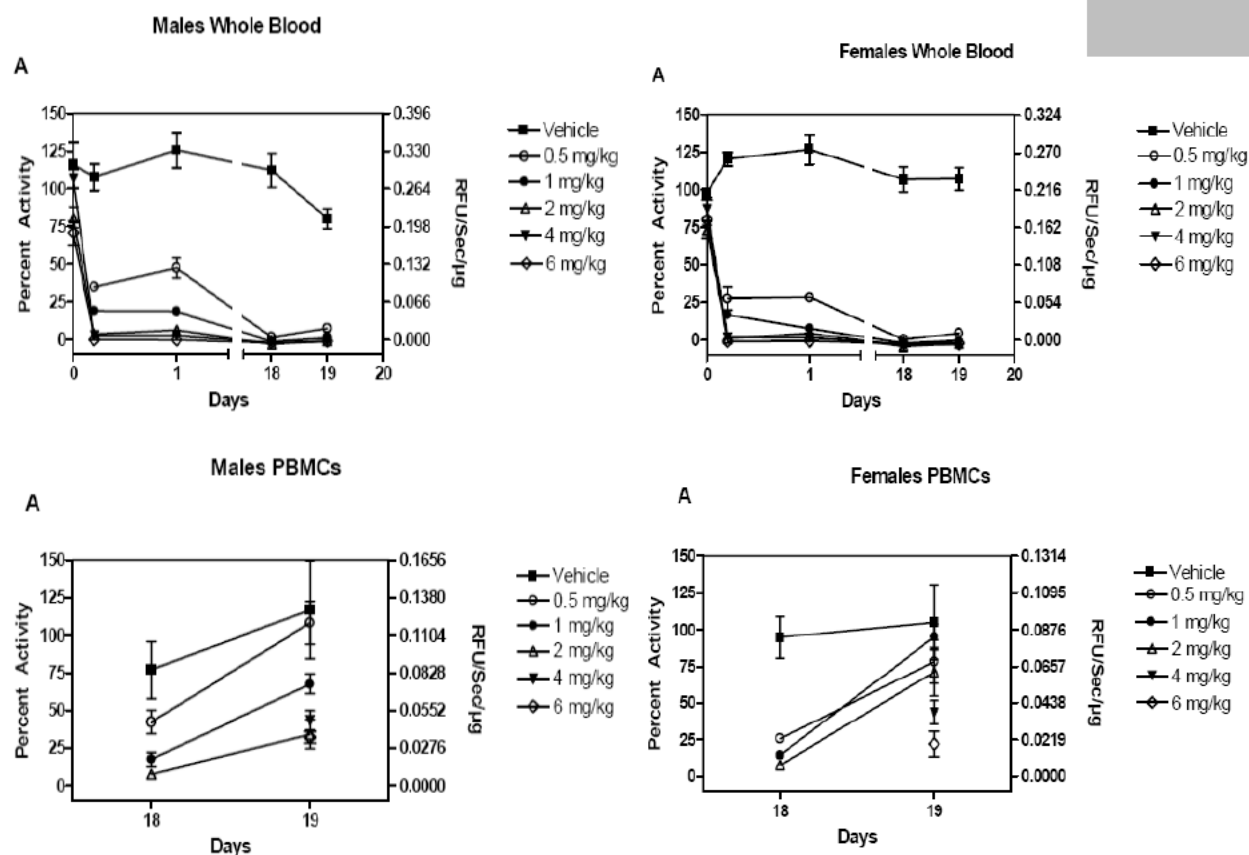 Males Whole Blood
A
150
125
100
75
50
25
0
Percent Activity
0.396
0.330
0.264
0.198
0.132
0.066
0.000
RFU/Sec/µg
0 1 18 19 20
Days
Vehicle
0.5 mg/kg
1 mg/kg
2 mg/kg
4 mg/kg
6 mg/kg
Females Whole Blood
A
150
125
100
75
50
25
0
Percent Activity
0.324
0.270
0.216
0.162
0.108
0.054
0.000
RFU/Sec/µg
0 1 18 19 20
Days
Vehicle
0.5 mg/kg
1 mg/kg
2 mg/kg
4 mg/kg
6 mg/kg
Males PBMCs
A
150
125
100
75
50
25
0
Percent Activity
0.1656
0.1380
0.1104
0.0828
0.0552
0.0276
0.0000
RFU/Sec/µg
18 19
Days
Vehicle
0.5 mg/kg
1 mg/kg
2 mg/kg
4 mg/kg
6 mg/kg
Females PBMCs
A
150
125
100
75
50
25
0
Percent Activity
0.1314
0.1095
0.0876
0.0657
0.0438
0.0219
0.0000
RFU/Sec/µg
18 19
Days
Vehicle
0.5 mg/kg
1 mg/kg
2 mg/kg
4 mg/kg
6 mg/kg